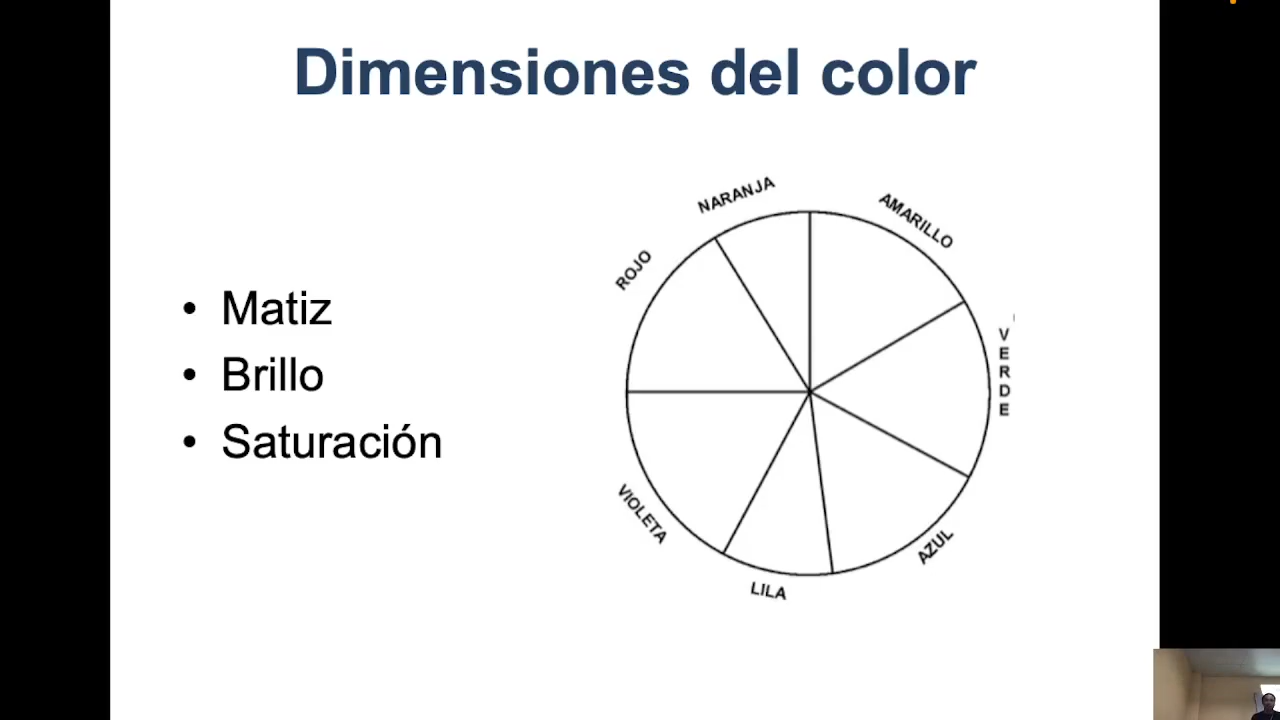 Dimensiones del color
• Matiz
• Brillo
• Saturación
NARANJA
AMARILLO
ROJO
VERDE
VIOLETA
AZUL
LILA